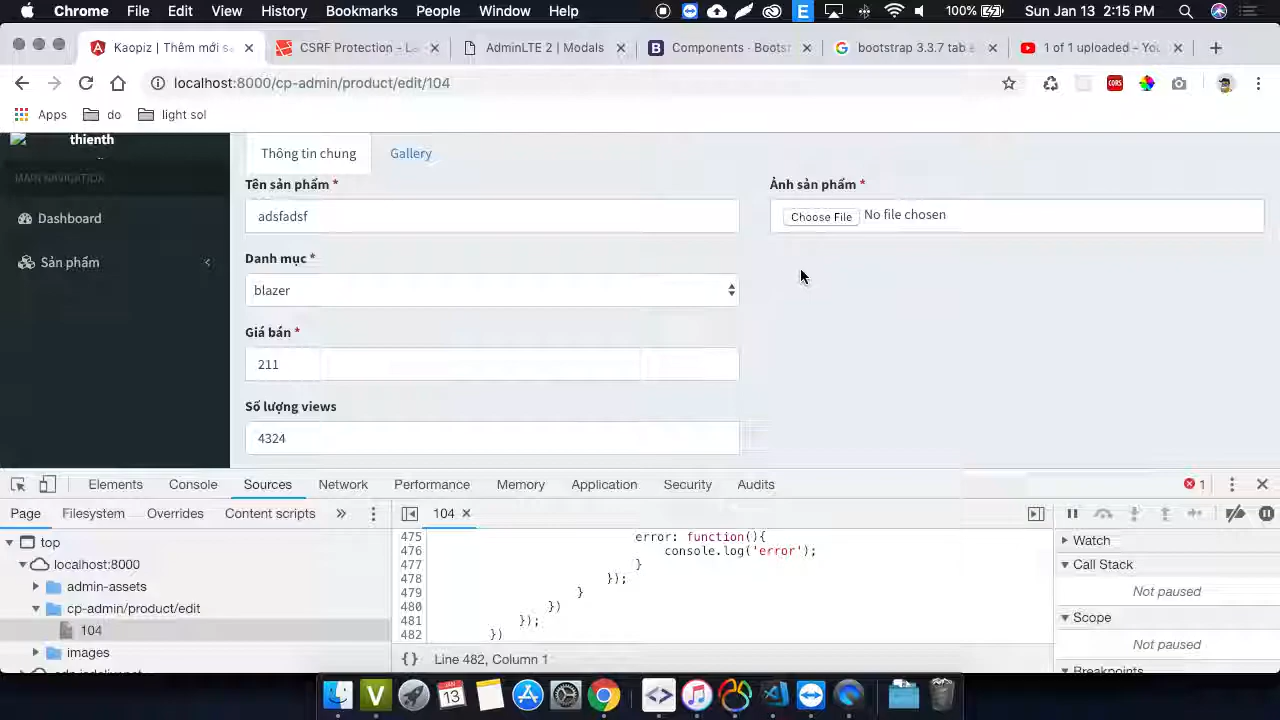 Chrome File Edit View History Bookmarks People Window Help 100% Sun Jan 13 2:15 PM
Kaopiz | Thêm mới s CSRF Protection – La AdminLTE 2 | Modals Components · Bootst bootstrap 3.3.7 tab a 1 of 1 uploaded – You
localhost:8000/cp-admin/product/edit/104
Apps do light sol
thienth
MAIN NAVIGATION
Dashboard
Sản phẩm
Thông tin chung Gallery
Tên sản phẩm *
adsfadsf
Ảnh sản phẩm *
Choose File No file chosen
Danh mục *
blazer
Giá bán *
211
Số lượng views
4324
Elements Console Sources Network Performance Memory Application Security Audits 1
Page Filesystem Overrides Content scripts » 104
top
localhost:8000
admin-assets
cp-admin/product/edit
104
images
475 error: function(){
476 console.log('error');
477 }
478 });
479 }
480 })
481 });
482 })
{} Line 482, Column 1
Watch
Call Stack
Not paused
Scope
Not paused
Breakpoints
CORS
13